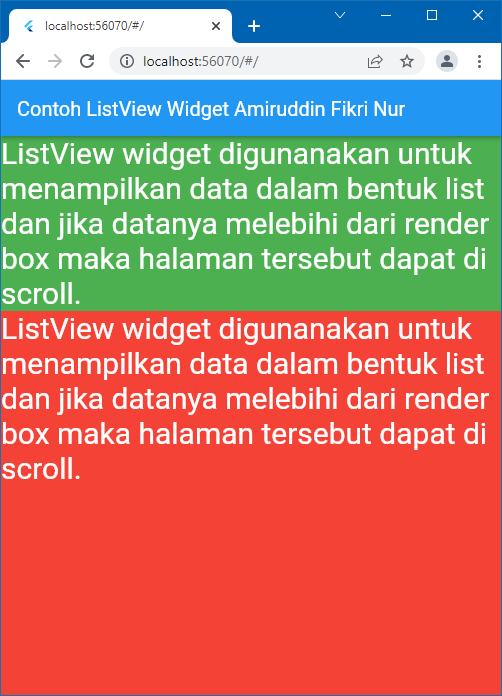 localhost:56070/#/
localhost:56070/#/
Contoh ListView Widget Amiruddin Fikri Nur
ListView widget digunanakan untuk
menampilkan data dalam bentuk list
dan jika datanya melebihi dari render
box maka halaman tersebut dapat di
scroll.
ListView widget digunanakan untuk
menampilkan data dalam bentuk list
dan jika datanya melebihi dari render
box maka halaman tersebut dapat di
scroll.